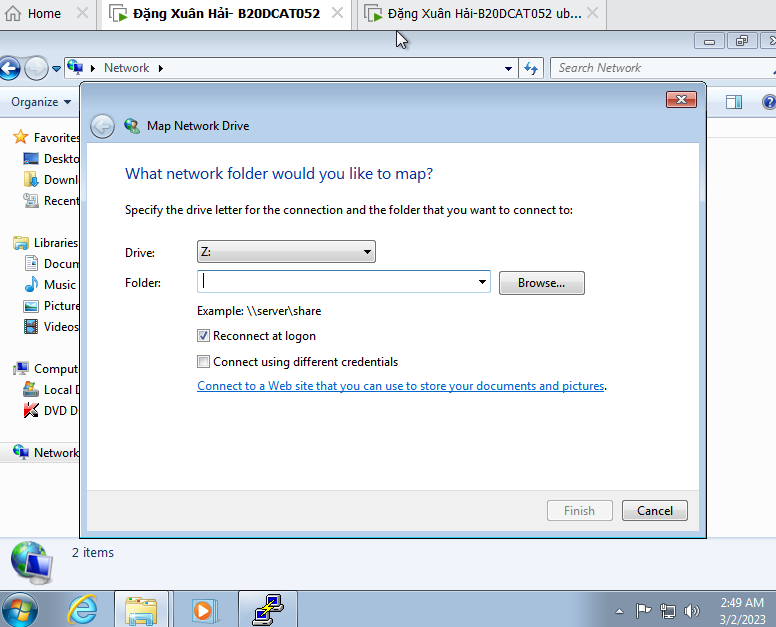 Home
Đặng Xuân Hải- B20DCAT052
Đặng Xuân Hải-B20DCAT052 ub...
Network
Search Network
Organize
Map Network Drive
What network folder would you like to map?
Specify the drive letter for the connection and the folder that you want to connect to:
Drive:
Z:
Folder:
Browse...
Example: \\server\share
Reconnect at logon
Connect using different credentials
Connect to a Web site that you can use to store your documents and pictures.
Finish
Cancel
Favorites
Deskto
Downl
Recent
Libraries
Docum
Music
Picture
Videos
Comput
Local D
DVD D
Network
2 items
2:49 AM
3/2/2023